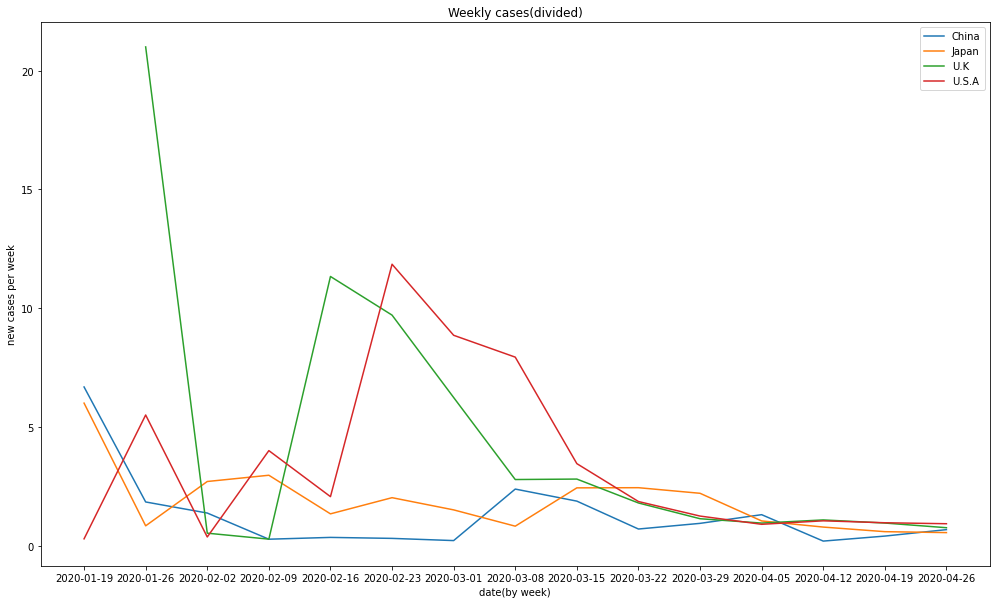 Weekly cases(divided)
China
Japan
U.K
U.S.A
new cases per week
20
15
10
5
0
2020-01-19 2020-01-26 2020-02-02 2020-02-09 2020-02-16 2020-02-23 2020-03-01 2020-03-08 2020-03-15 2020-03-22 2020-03-29 2020-04-05 2020-04-12 2020-04-19 2020-04-26
date(by week)